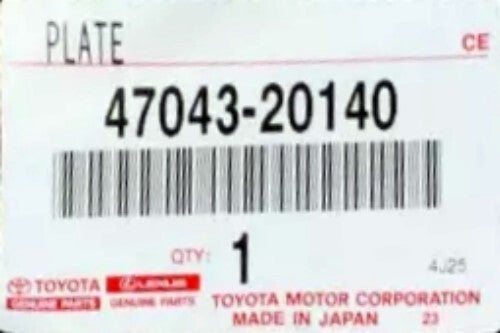 PLATE
CE
47043-20140
QTY: 1
4J25
TOYOTA LEXUS
GENUINE PARTS GENUINE PARTS
TOYOTA MOTOR CORPORATION
MADE IN JAPAN 23